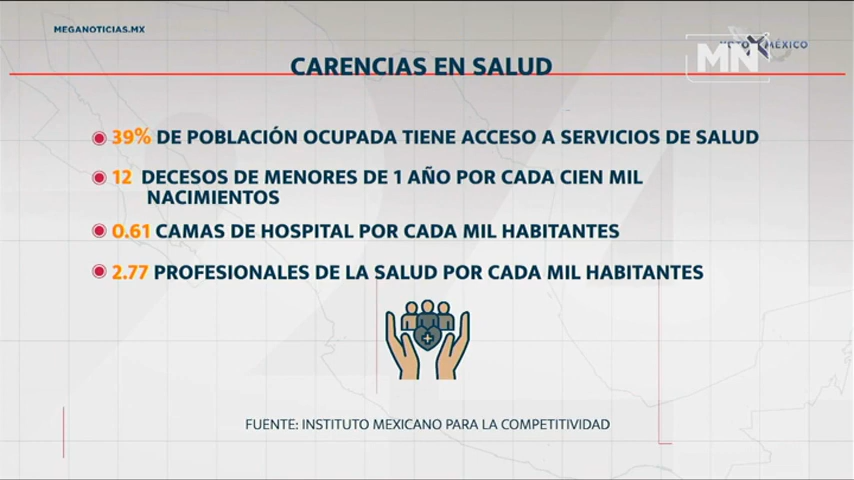 MEGANOTICIAS.MX
MÉXICO
MN
CARENCIAS EN SALUD
39% DE POBLACIÓN OCUPADA TIENE ACCESO A SERVICIOS DE SALUD
12 DECESOS DE MENORES DE 1 AÑO POR CADA CIEN MIL
NACIMIENTOS
0.61 CAMAS DE HOSPITAL POR CADA MIL HABITANTES
2.77 PROFESIONALES DE LA SALUD POR CADA MIL HABITANTES
FUENTE: INSTITUTO MEXICANO PARA LA COMPETITIVIDAD